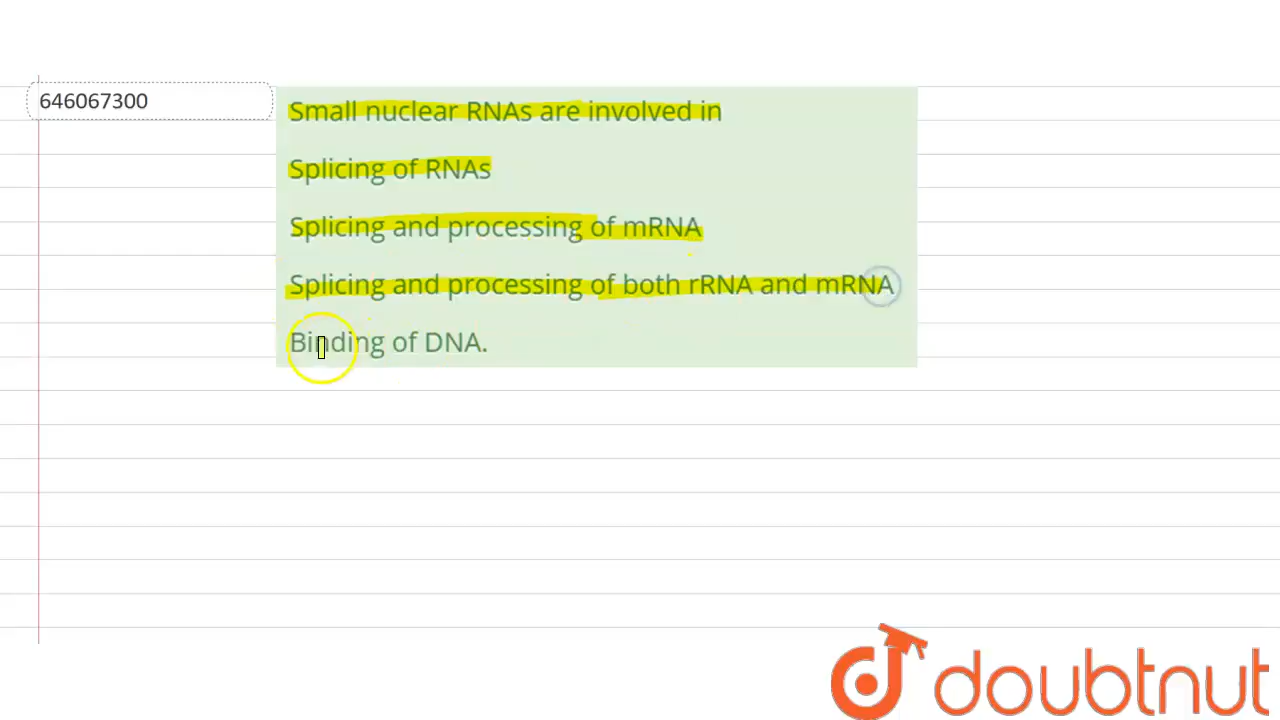 646067300
Small nuclear RNAs are involved in
Splicing of RNAs
Splicing and processing of mRNA
Splicing and processing of both rRNA and mRNA
Binding of DNA.
doubtnut